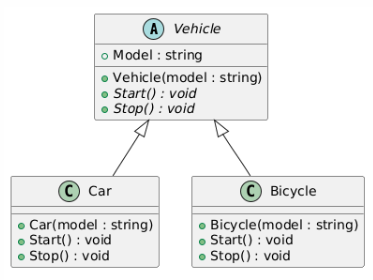 A Vehicle
Model : string
Vehicle(model : string)
Start() : void
Stop() : void
C Car
Car(model : string)
Start() : void
Stop() : void
C Bicycle
Bicycle(model : string)
Start() : void
Stop() : void